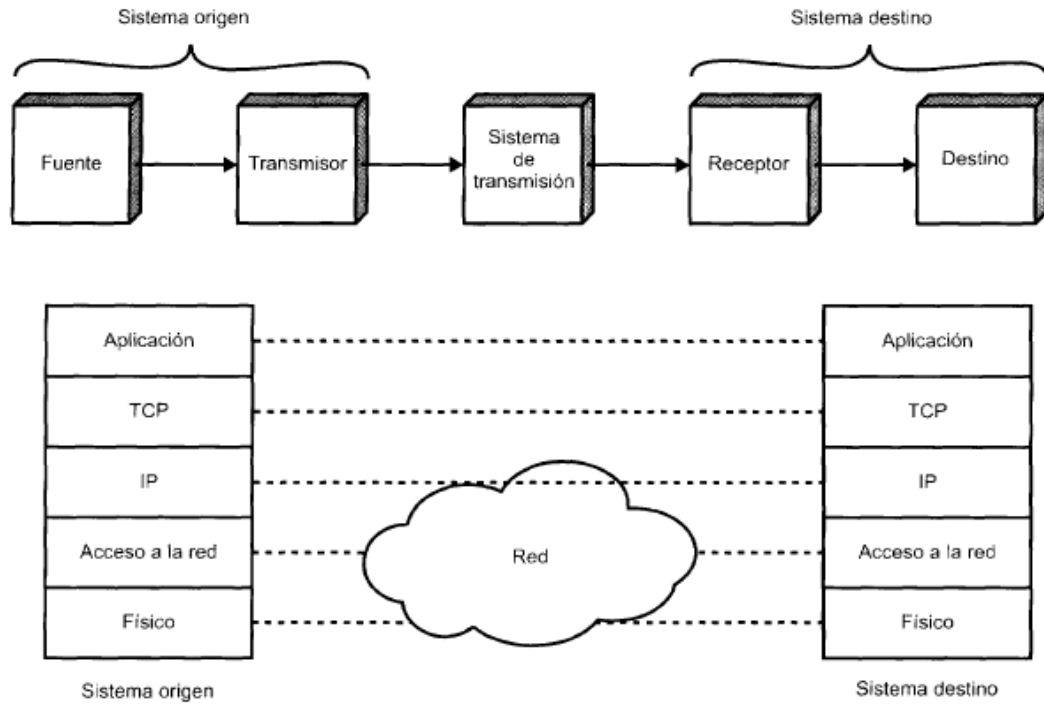 Sistema origen
Sistema destino
Fuente
Transmisor
Sistema
de
transmisión
Receptor
Destino
Aplicación
Aplicación
TCP
TCP
IP
IP
Acceso a la red
Red
Acceso a la red
Físico
Físico
Sistema origen
Sistema destino